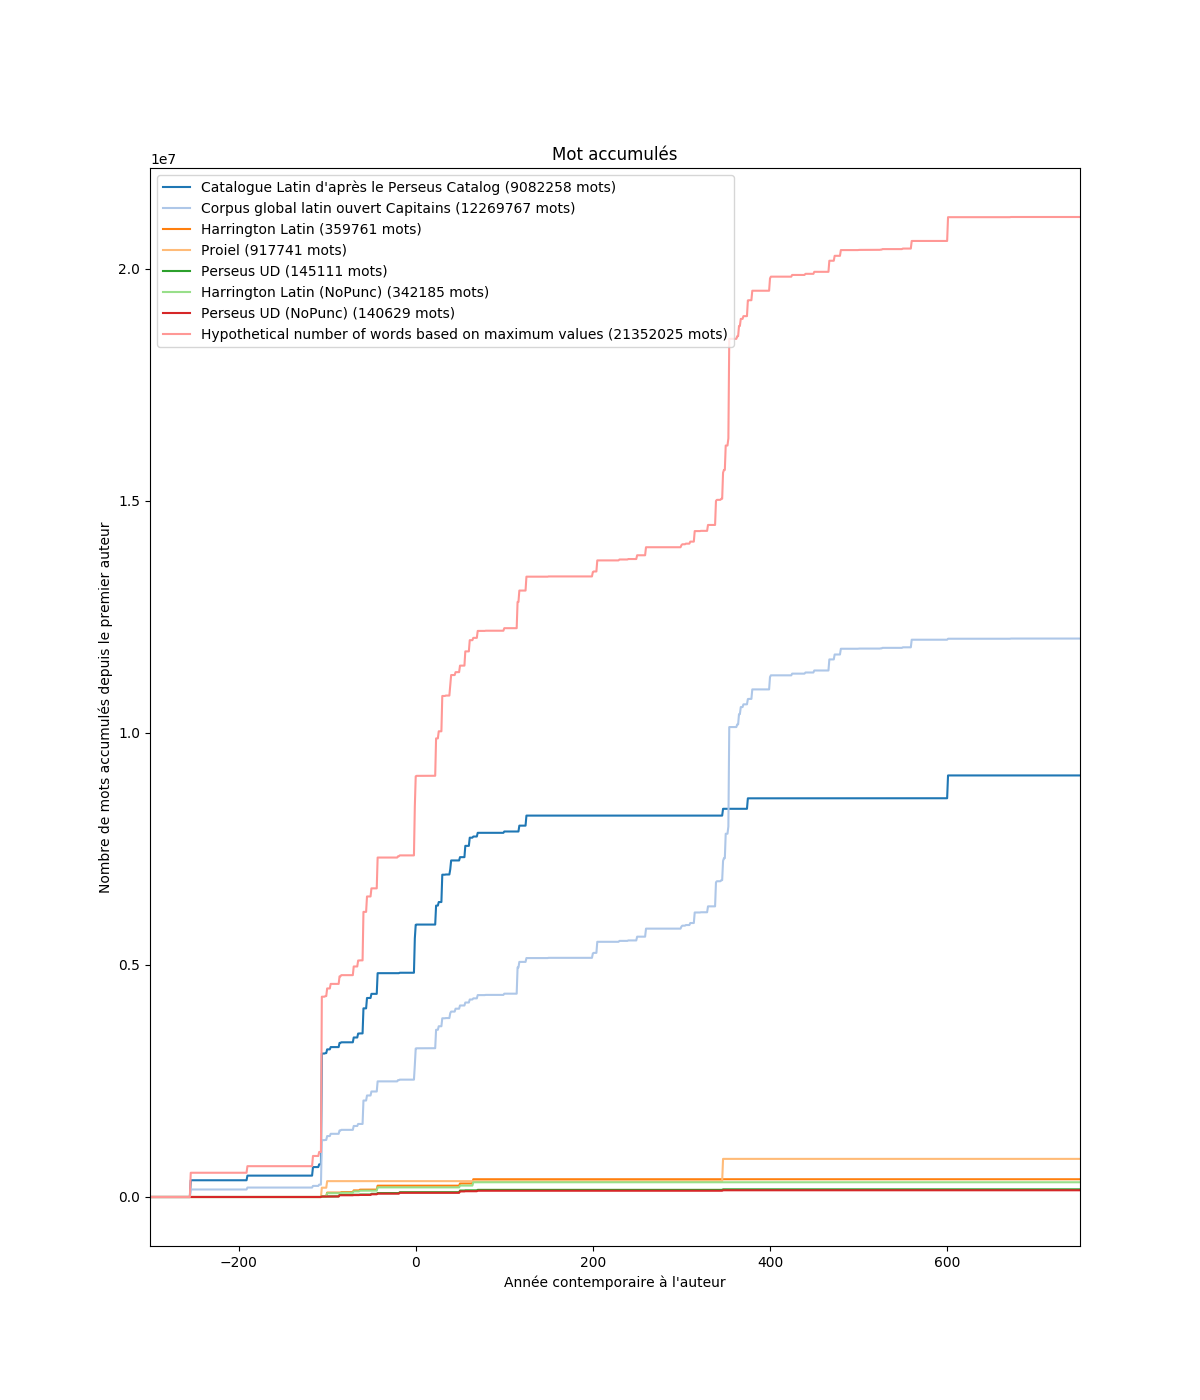 Mot accumulés
1e7
Catalogue Latin d'après le Perseus Catalog (9082258 mots)
Corpus global latin ouvert Capitains (12269767 mots)
Harrington Latin (359761 mots)
Proiel (917741 mots)
Perseus UD (145111 mots)
Harrington Latin (NoPunc) (342185 mots)
Perseus UD (NoPunc) (140629 mots)
Hypothetical number of words based on maximum values (21352025 mots)
2.0
1.5
1.0
0.5
0.0
Nombre de mots accumulés depuis le premier auteur
−200
0
200
400
600
Année contemporaire à l'auteur